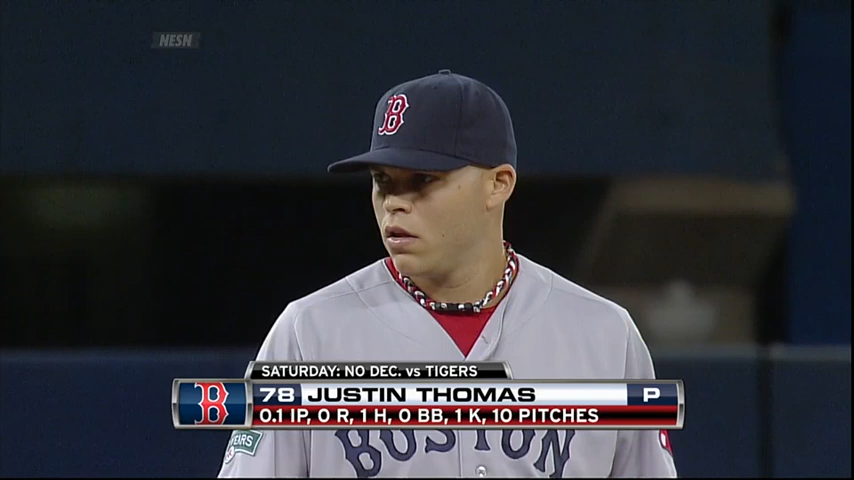 NESN
B
SATURDAY: NO DEC. vs TIGERS
B 78 JUSTIN THOMAS P
0.1 IP, 0 R, 1 H, 0 BB, 1 K, 10 PITCHES
YEARS
BOSTON